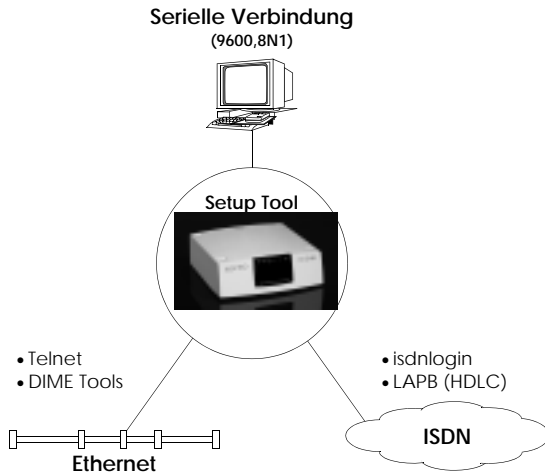 Serielle Verbindung
(9600,8N1)
Setup Tool
• Telnet
• DIME Tools
• isdnlogin
• LAPB (HDLC)
Ethernet
ISDN